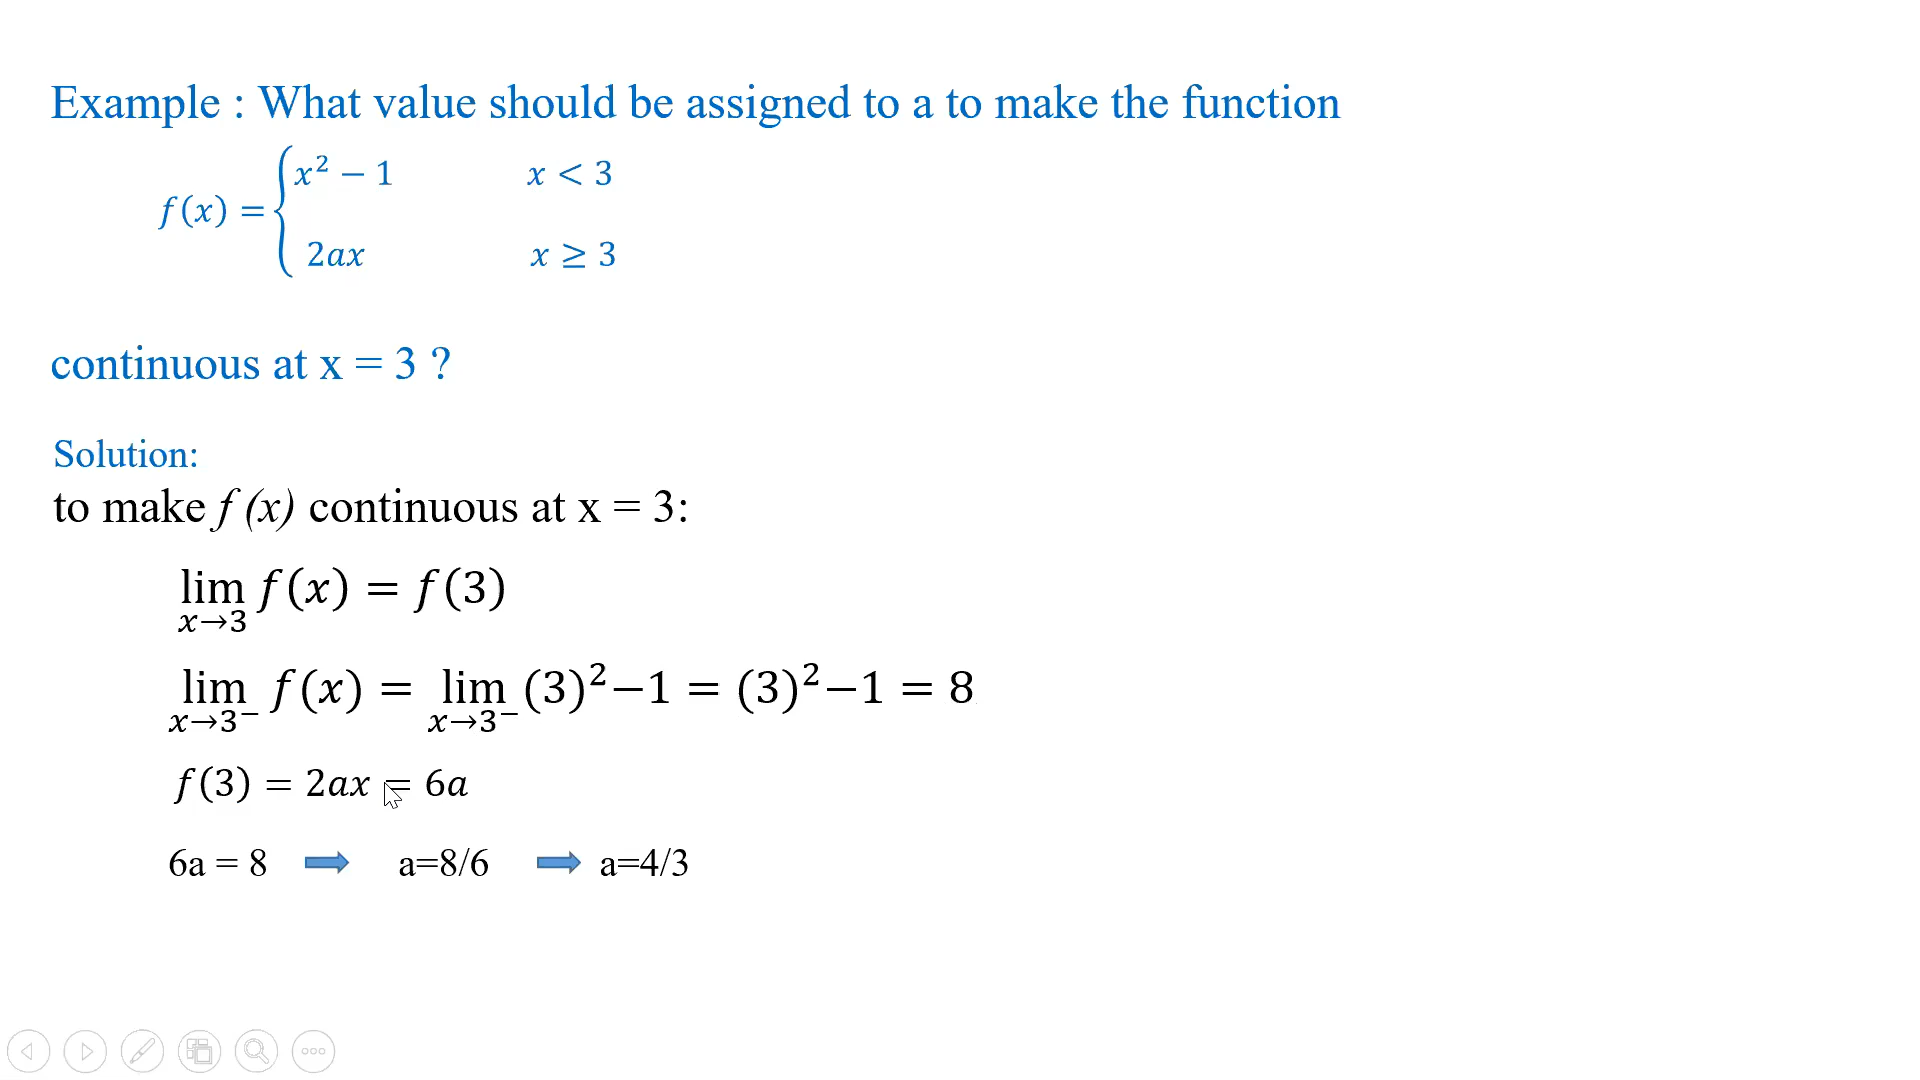 Example : What value should be assigned to a to make the function
f(x) = { x² − 1 x < 3
2ax x ≥ 3
continuous at x = 3 ?
Solution:
to make f (x) continuous at x = 3:
lim x→3 f(x) = f(3)
lim x→3⁻ f(x) = lim x→3⁻ (3)²−1 = (3)²−1 = 8
f(3) = 2ax = 6a
6a = 8 a=8/6 a=4/3